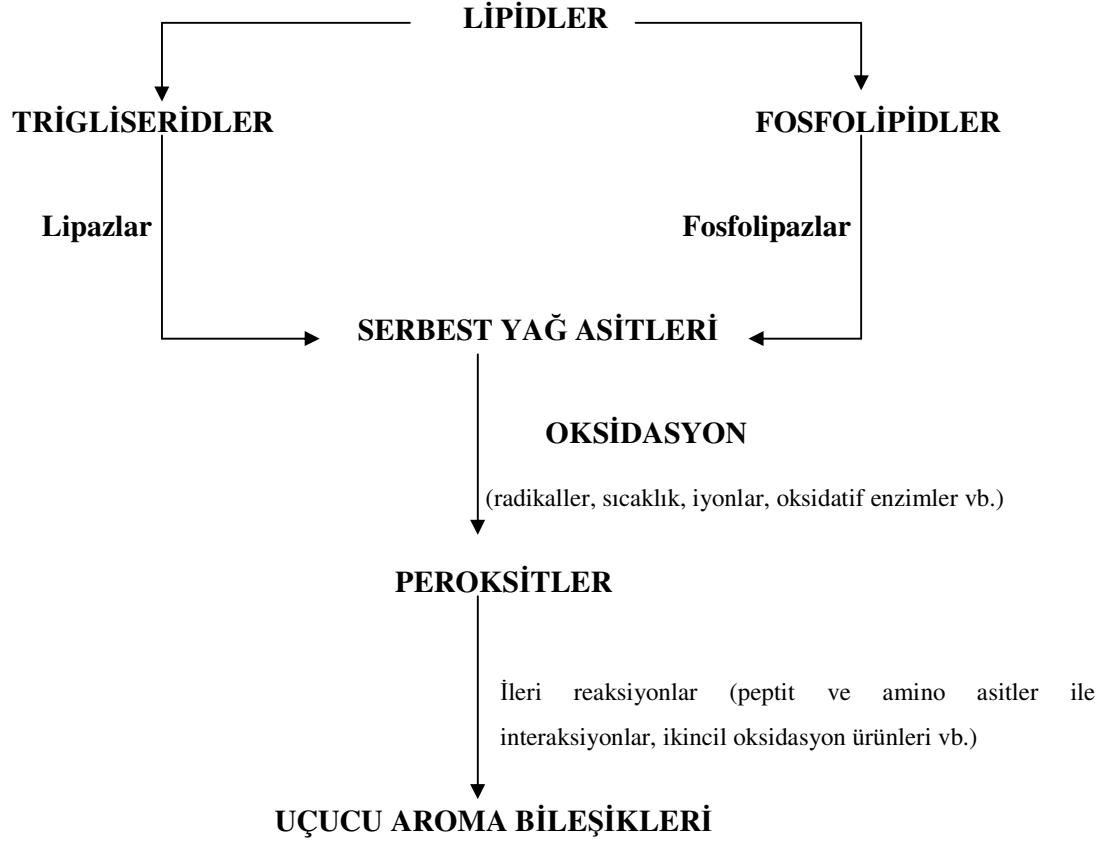 LİPİDLER
TRİGLİSERİDLER
FOSFOLİPİDLER
Lipazlar
Fosfolipazlar
SERBEST YAĞ ASİTLERİ
OKSİDASYON
(radikaller, sıcaklık, iyonlar, oksidatif enzimler vb.)
PEROKSİTLER
İleri reaksiyonlar (peptit ve amino asitler ile
interaksiyonlar, ikincil oksidasyon ürünleri vb.)
UÇUCU AROMA BİLEŞİKLERİ